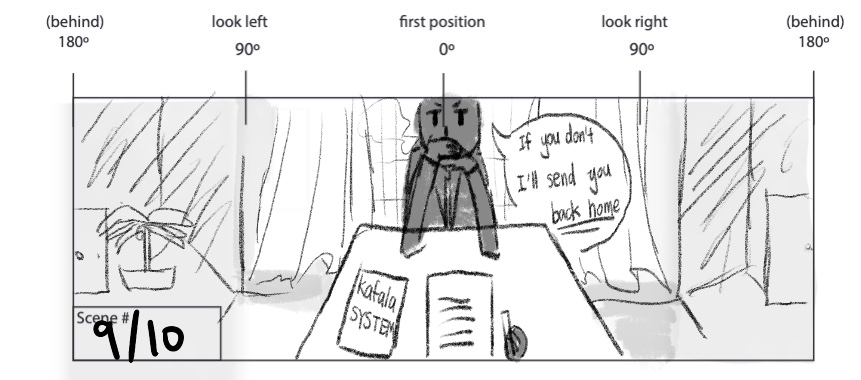 (behind)
180º
look left
90º
first position
0º
look right
90º
(behind)
180º
If you don't
I'll send you
back home
Kafala
SYSTEM
Scene #
9/10